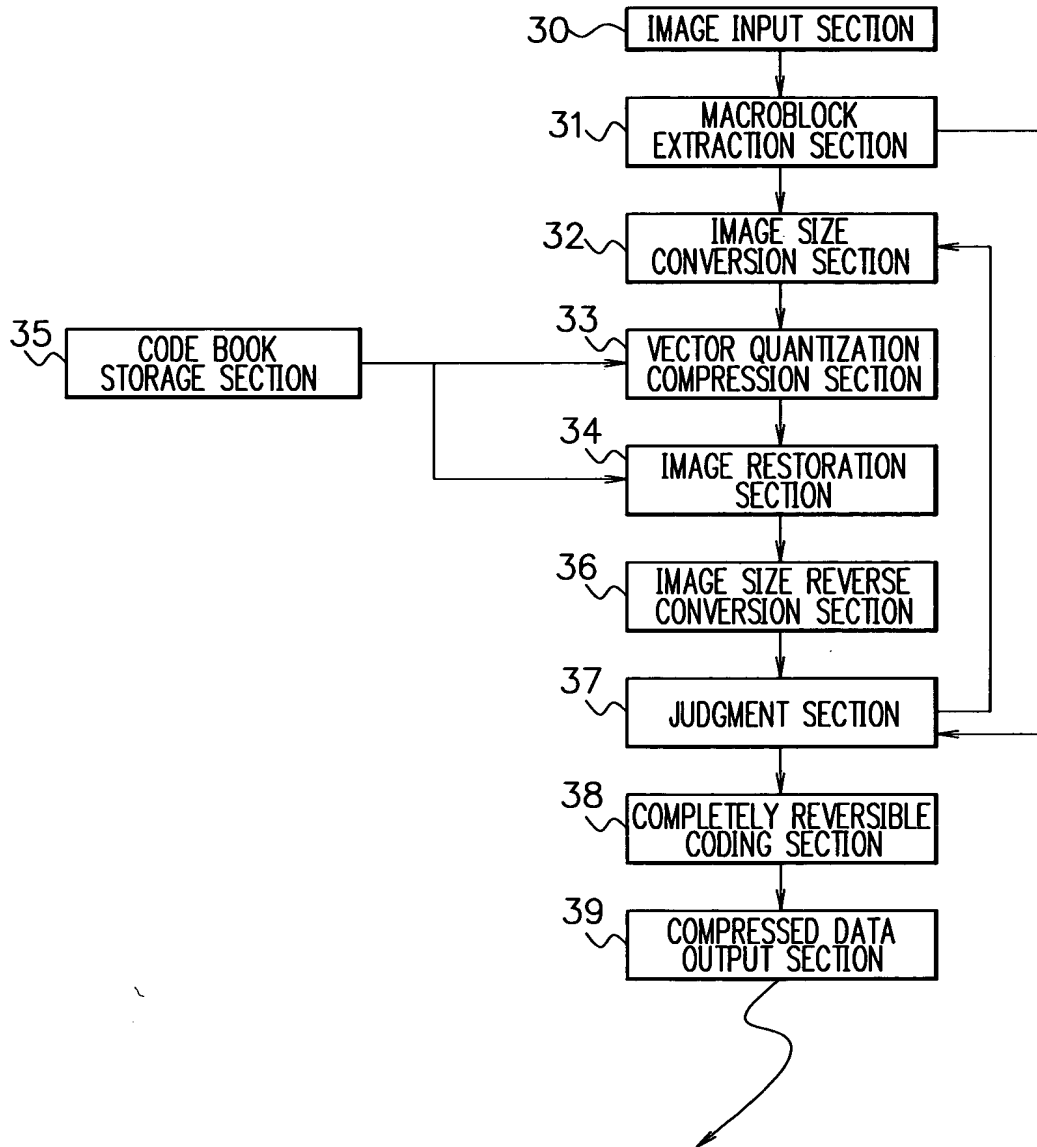 30 IMAGE INPUT SECTION
31 MACROBLOCK
EXTRACTION SECTION
32 IMAGE SIZE
CONVERSION SECTION
33 VECTOR QUANTIZATION
COMPRESSION SECTION
35 CODE BOOK
STORAGE SECTION
34 IMAGE RESTORATION
SECTION
36 IMAGE SIZE REVERSE
CONVERSION SECTION
37 JUDGMENT SECTION
38 COMPLETELY REVERSIBLE
CODING SECTION
39 COMPRESSED DATA
OUTPUT SECTION